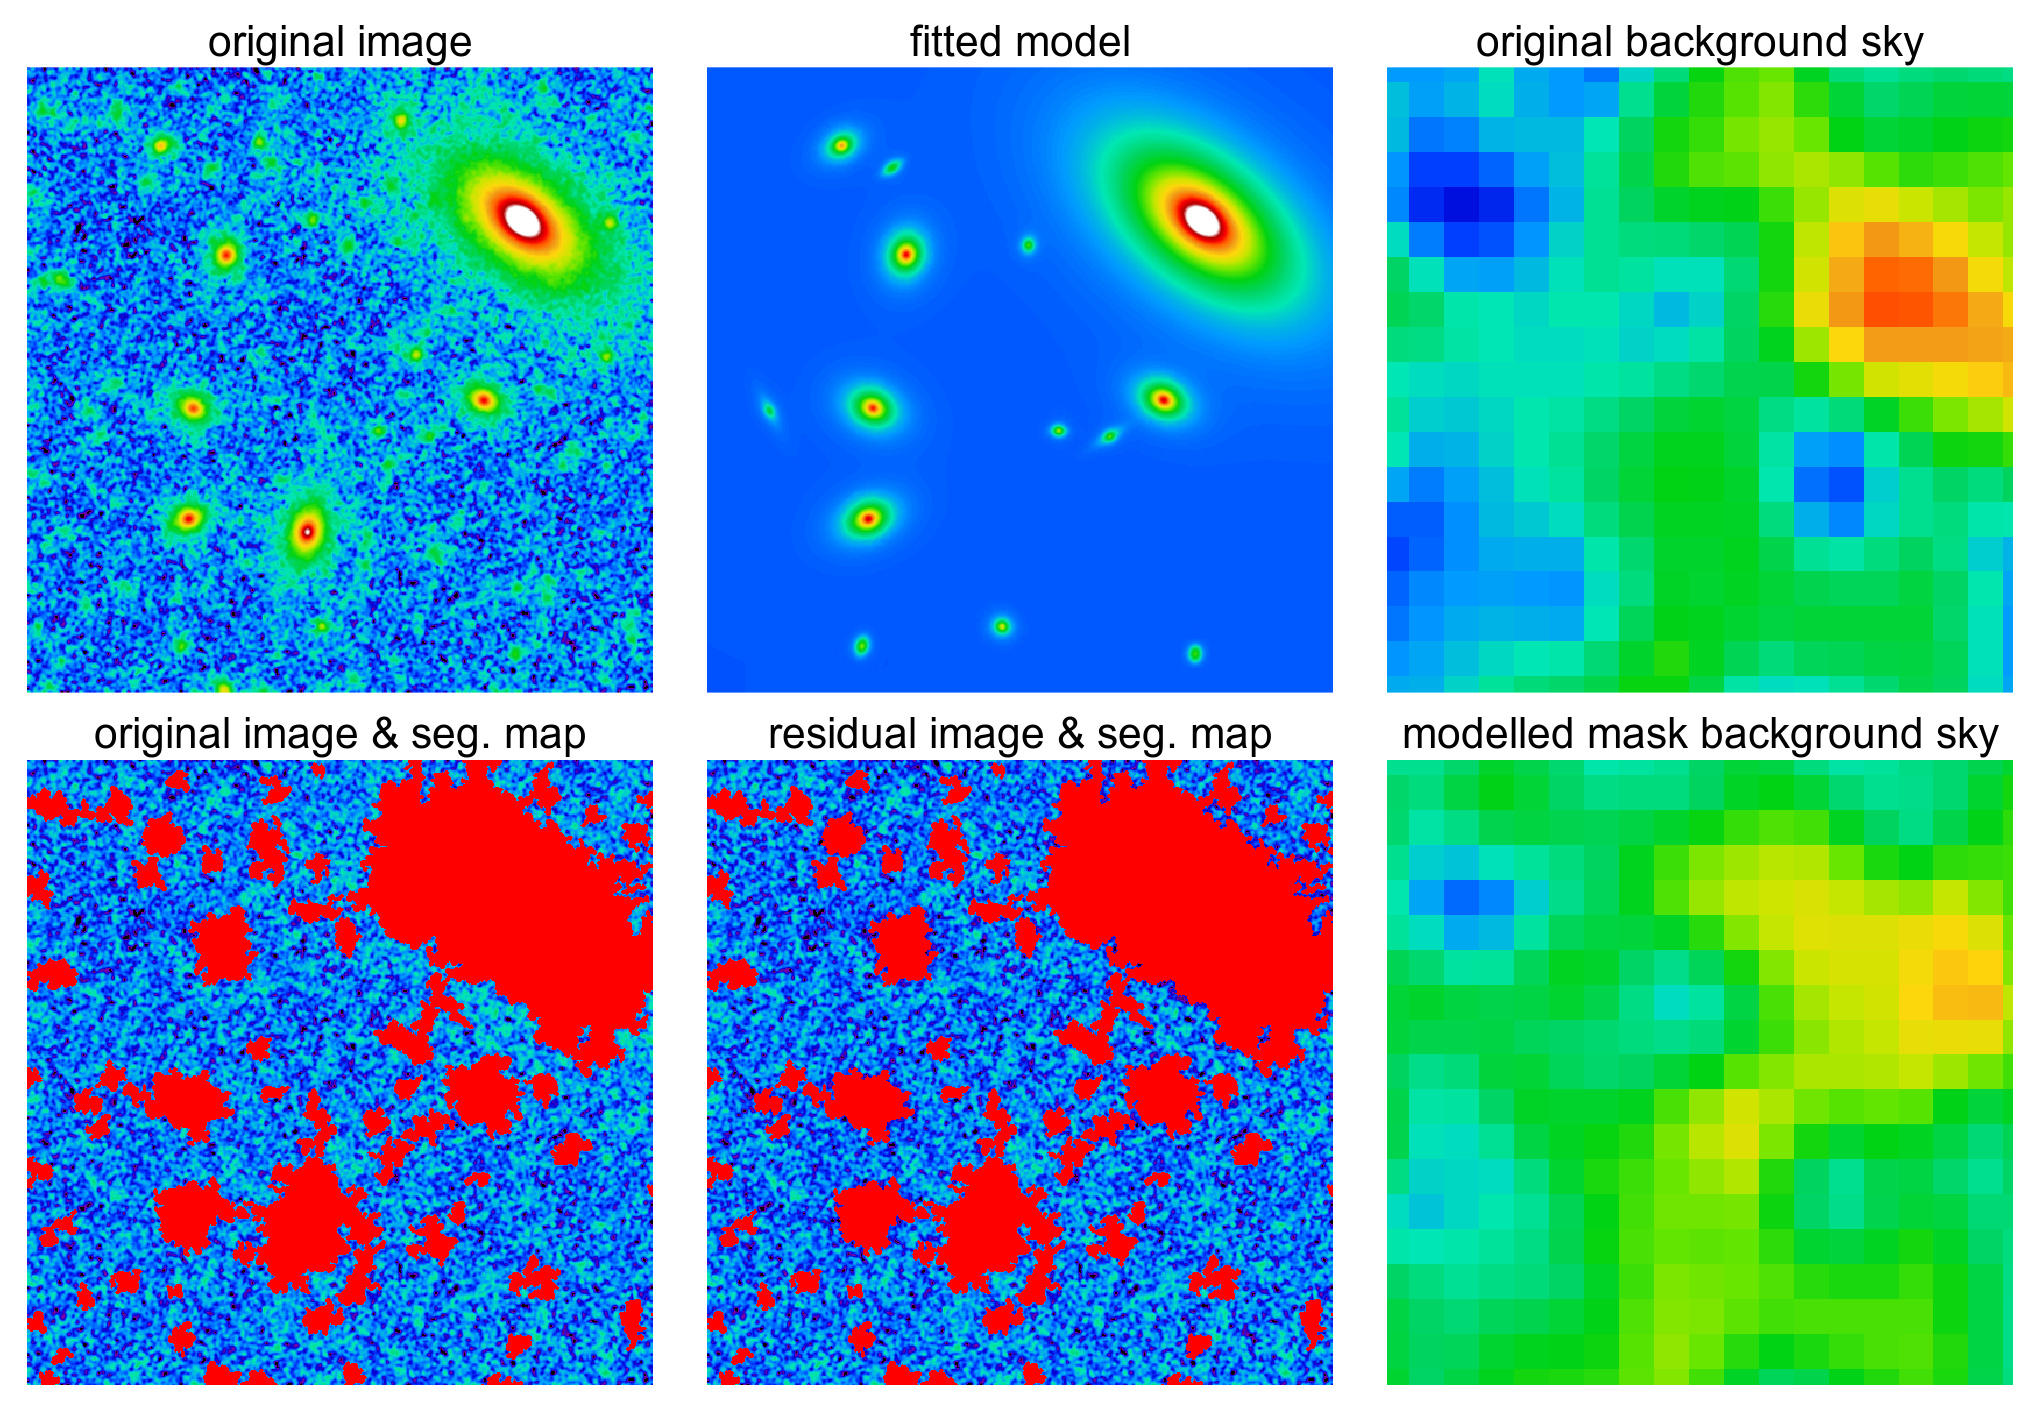 original image
fitted model
original background sky
original image & seg. map
residual image & seg. map
modelled mask background sky